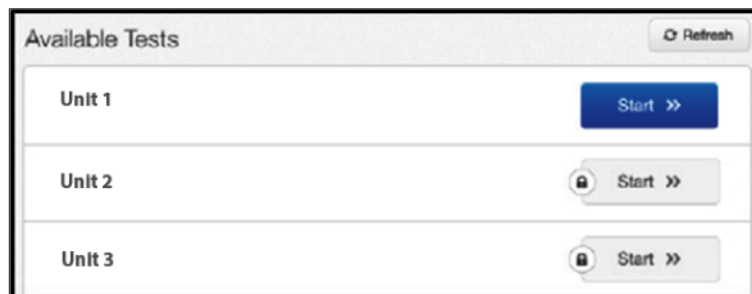 Available Tests
Refresh
Unit 1
Start »
Unit 2
Start »
Unit 3
Start »